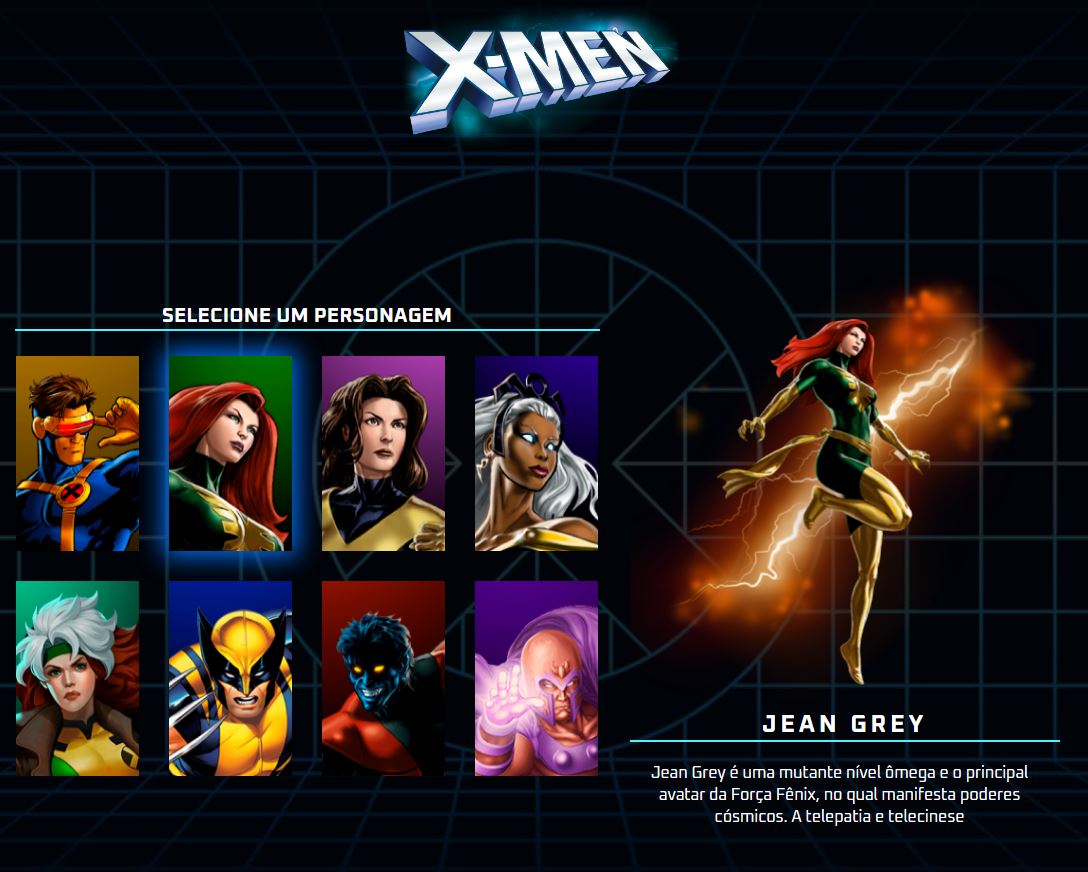 X-MEN
SELECIONE UM PERSONAGEM
JEAN GREY
Jean Grey é uma mutante nível ômega e o principal
avatar da Força Fênix, no qual manifesta poderes
cósmicos. A telepatia e telecinese